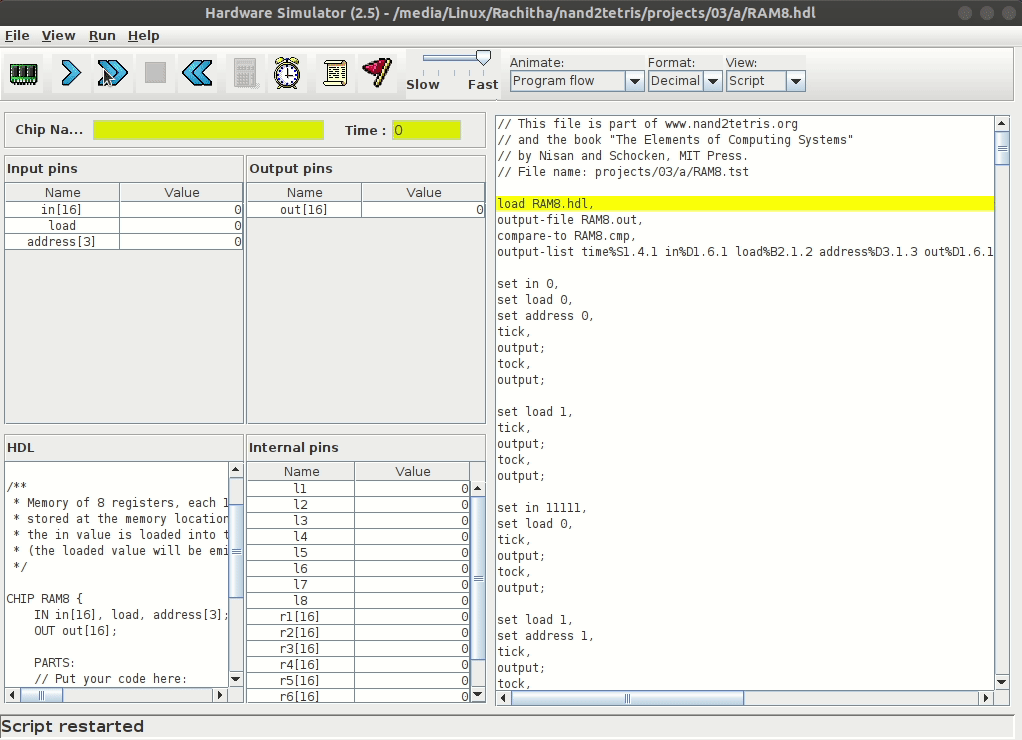 Hardware Simulator (2.5) - /media/Linux/Rachitha/nand2tetris/projects/03/a/RAM8.hdl
File View Run Help
Slow Fast
Animate: Format: View:
Program flow Decimal Script
Chip Na... Time : 0
Input pins
Name Value
in[16] 0
load 0
address[3] 0
Output pins
Name Value
out[16] 0
HDL
/**
* Memory of 8 registers, each 1
* stored at the memory location
* the in value is loaded into t
* (the loaded value will be emi
*/
CHIP RAM8 {
IN in[16], load, address[3];
OUT out[16];
PARTS:
// Put your code here:
Internal pins
Name Value
l1 0
l2 0
l3 0
l4 0
l5 0
l6 0
l7 0
l8 0
r1[16] 0
r2[16] 0
r3[16] 0
r4[16] 0
r5[16] 0
r6[16] 0
// This file is part of www.nand2tetris.org
// and the book "The Elements of Computing Systems"
// by Nisan and Schocken, MIT Press.
// File name: projects/03/a/RAM8.tst
load RAM8.hdl,
output-file RAM8.out,
compare-to RAM8.cmp,
output-list time%S1.4.1 in%D1.6.1 load%B2.1.2 address%D3.1.3 out%D1.6.1
set in 0,
set load 0,
set address 0,
tick,
output;
tock,
output;
set load 1,
tick,
output;
tock,
output;
set in 11111,
set load 0,
tick,
output;
tock,
output;
set load 1,
set address 1,
tick,
output;
tock,
Script restarted